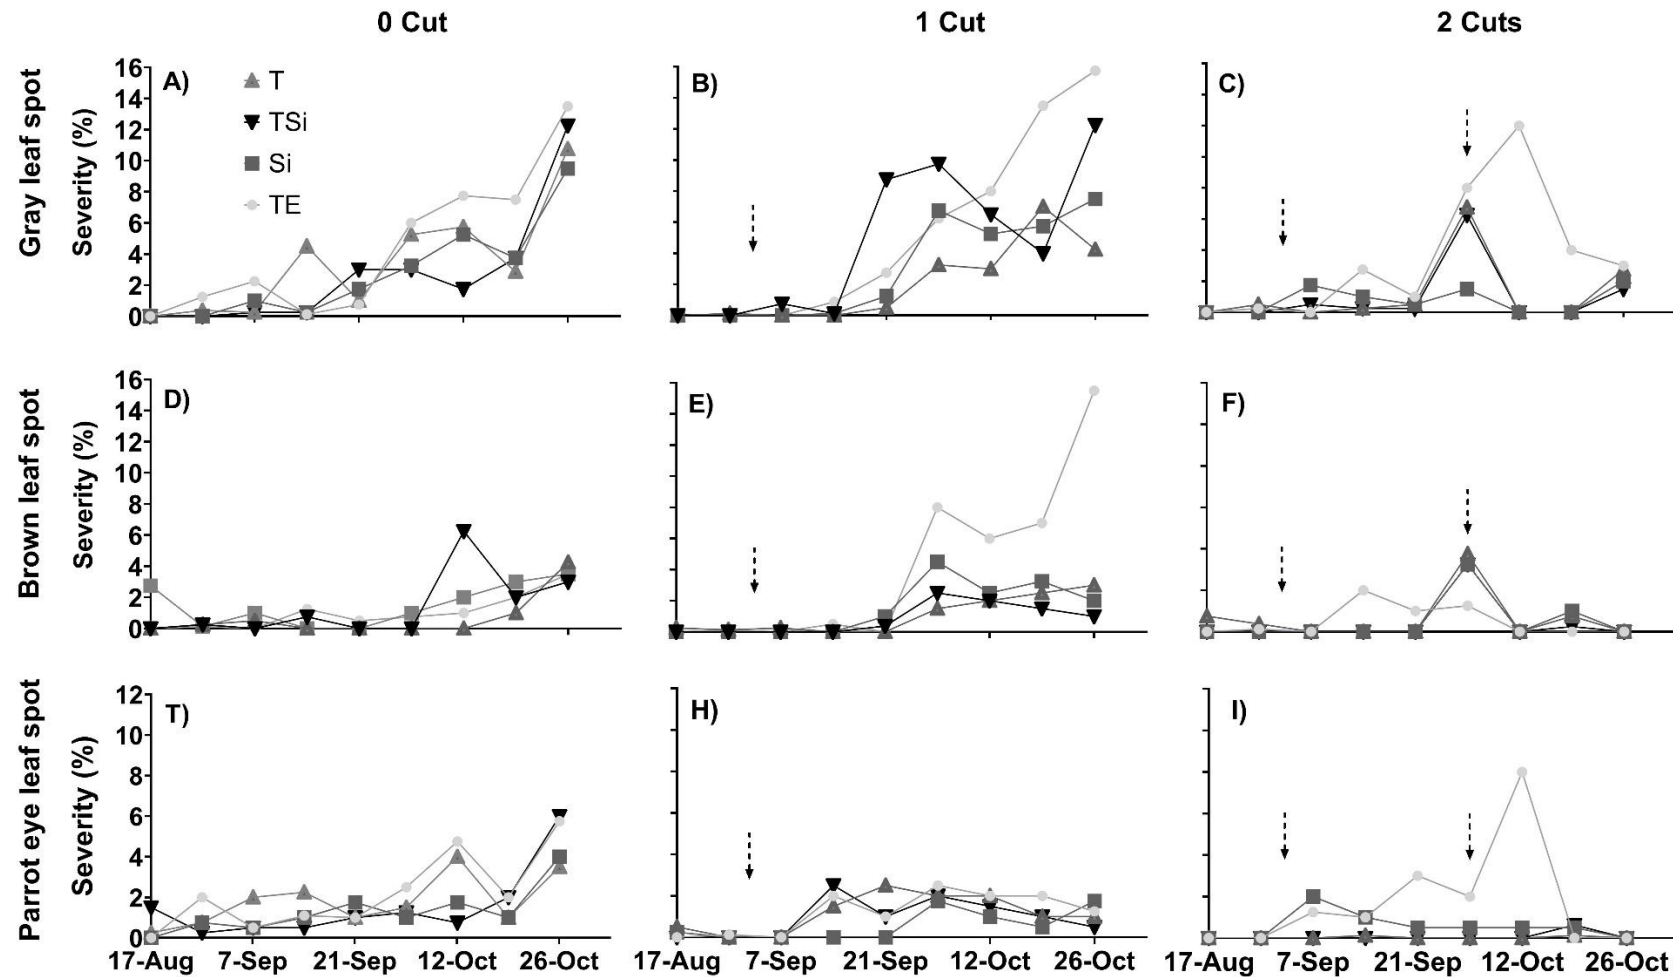 0 Cut
1 Cut
2 Cuts
Gray leaf spot
Severity (%)
16
14
12
10
8
6
4
2
0
A)
T
TSi
Si
TE
B)
C)
Brown leaf spot
Severity (%)
16
14
12
10
8
6
4
2
0
D)
E)
F)
Parrot eye leaf spot
Severity (%)
12
10
8
6
4
2
0
T)
H)
I)
17-Aug 7-Sep 21-Sep 12-Oct 26-Oct
17-Aug 7-Sep 21-Sep 12-Oct 26-Oct
17-Aug 7-Sep 21-Sep 12-Oct 26-Oct